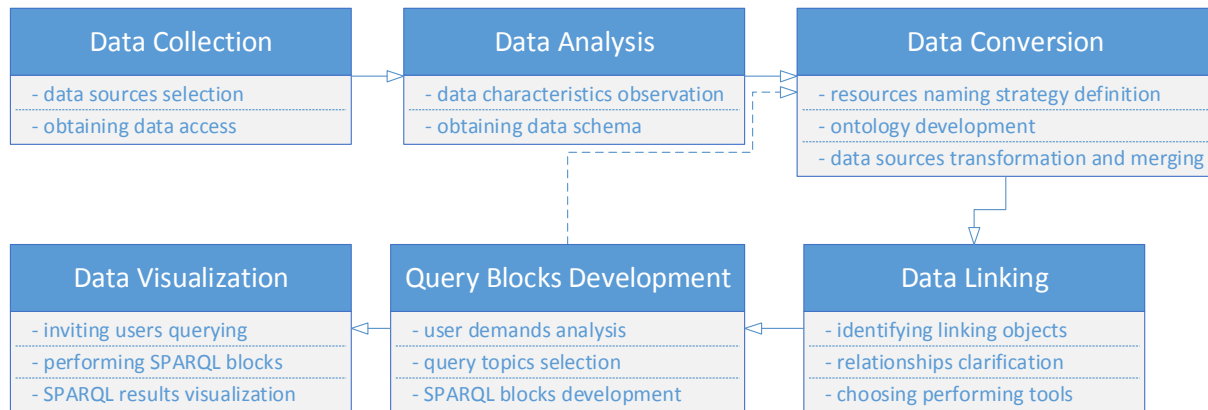 Data Collection
- data sources selection
- obtaining data access
Data Analysis
- data characteristics observation
- obtaining data schema
Data Conversion
- resources naming strategy definition
- ontology development
- data sources transformation and merging
Data Visualization
- inviting users querying
- performing SPARQL blocks
- SPARQL results visualization
Query Blocks Development
- user demands analysis
- query topics selection
- SPARQL blocks development
Data Linking
- identifying linking objects
- relationships clarification
- choosing performing tools